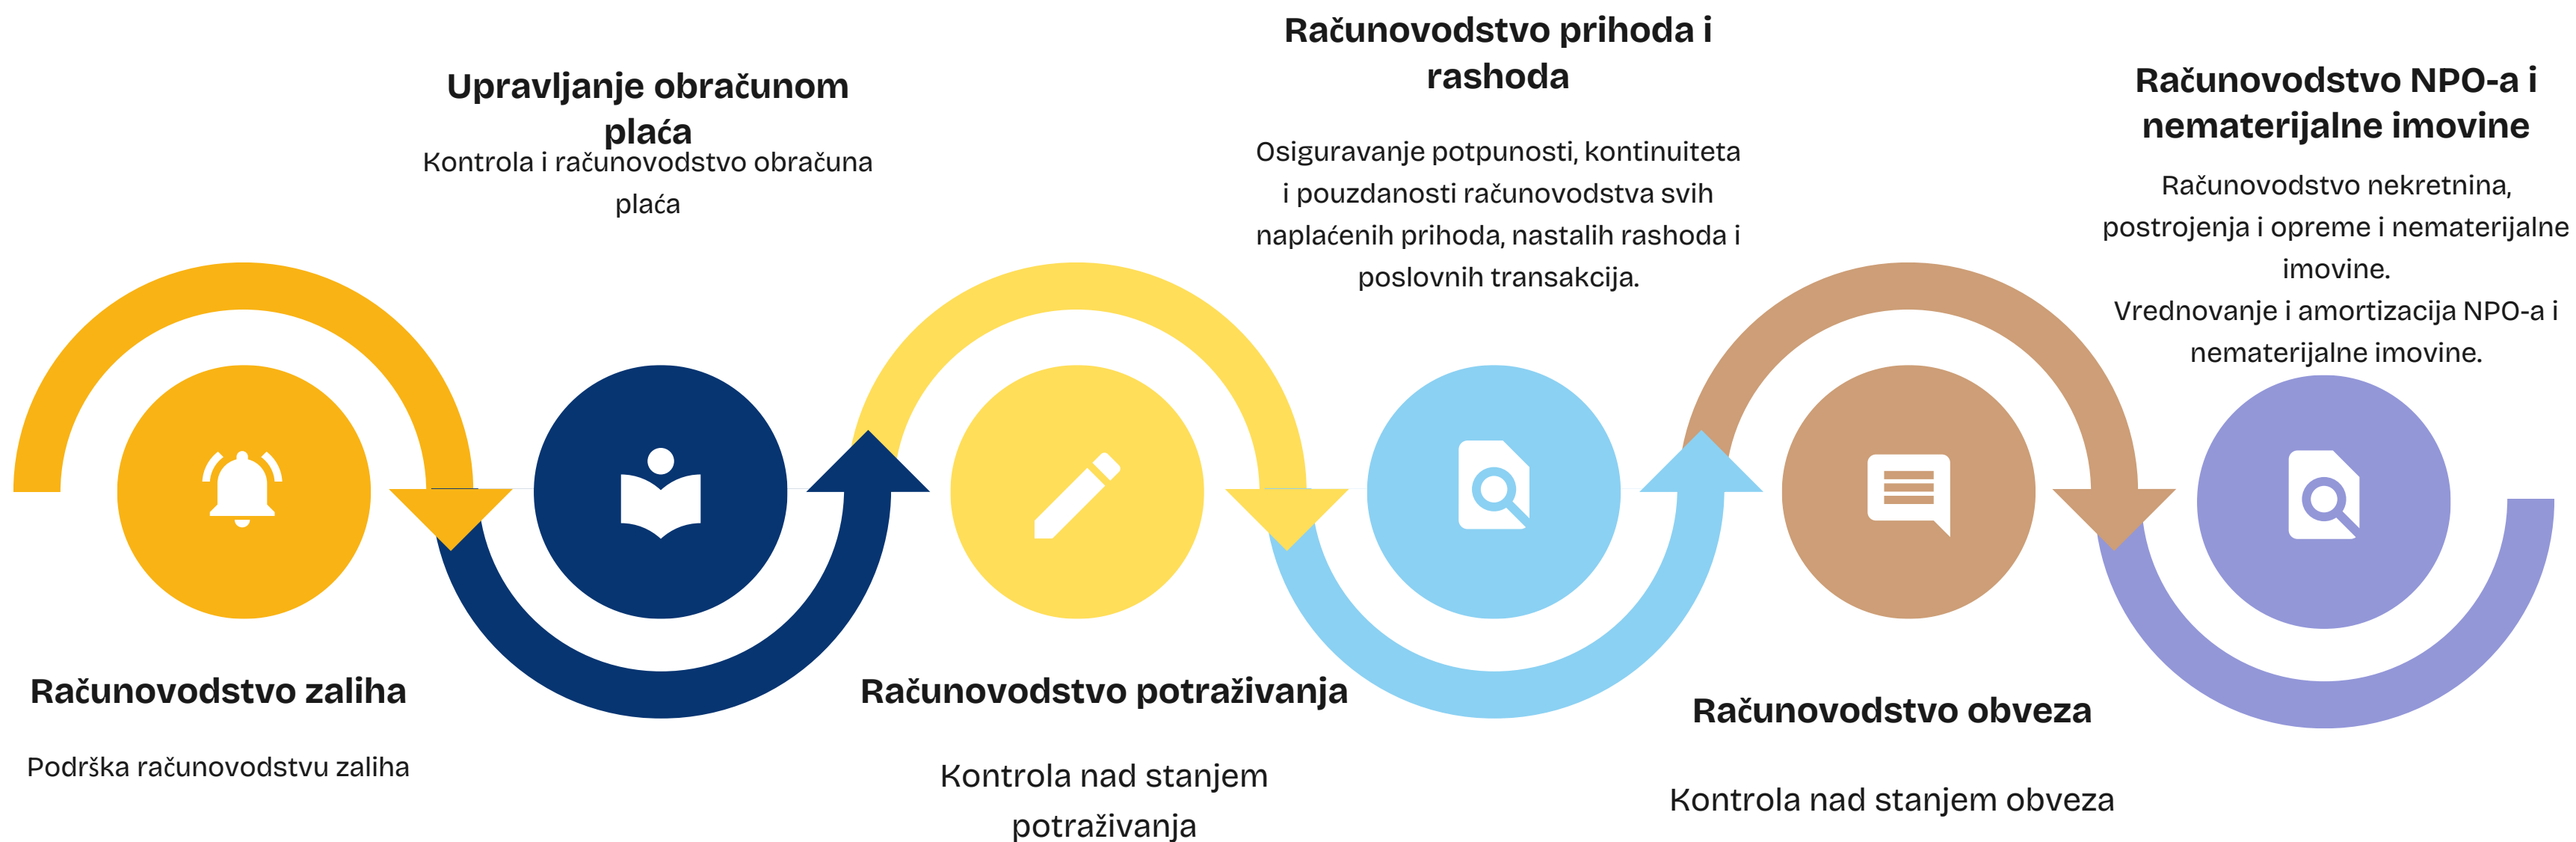 Računovodstvo zaliha
Podrška računovodstvu zaliha
Upravljanje obračunom
plaća
Kontrola i računovodstvo obračuna
plaća
Računovodstvo potraživanja
Kontrola nad stanjem
potraživanja
Računovodstvo prihoda i
rashoda
Osiguravanje potpunosti, kontinuiteta
i pouzdanosti računovodstva svih
naplaćenih prihoda, nastalih rashoda i
poslovnih transakcija.
Računovodstvo obveza
Kontrola nad stanjem obveza
Računovodstvo NPO-a i
nematerijalne imovine
Računovodstvo nekretnina,
postrojenja i opreme i nematerijalne
imovine.
Vrednovanje i amortizacija NPO-a i
nematerijalne imovine.